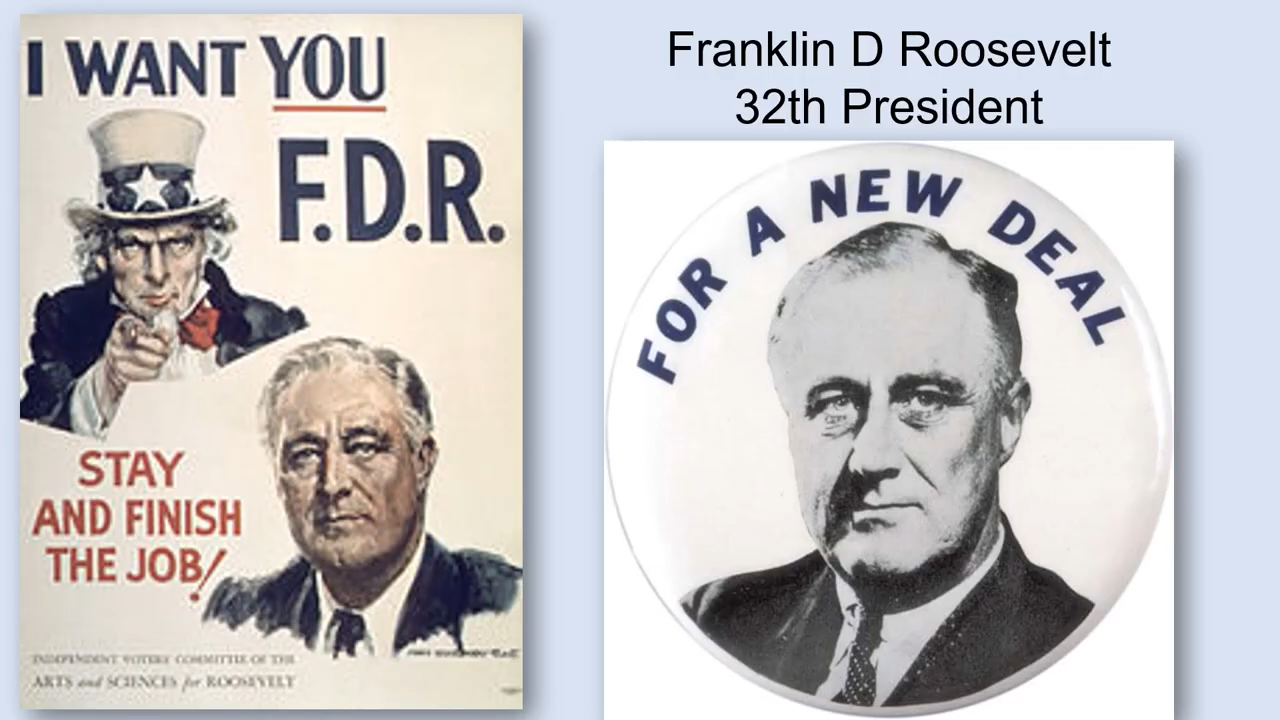 I WANT YOU
F.D.R.
STAY
AND FINISH
THE JOB!
INDEPENDENT VOTERS COMMITTEE OF THE
ARTS and SCIENCES for ROOSEVELT
Franklin D Roosevelt
32th President
FOR A NEW DEAL